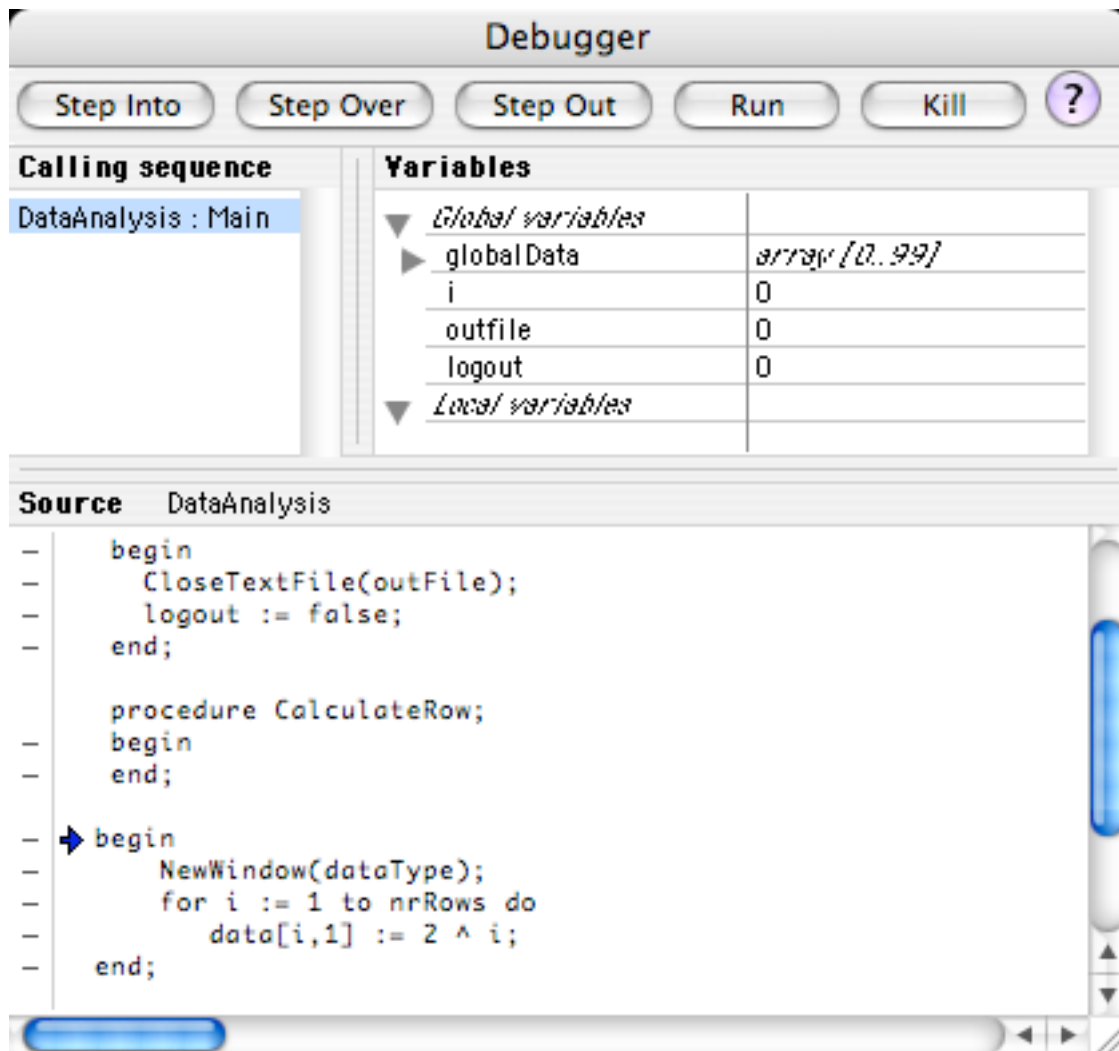 Debugger
Step Into Step Over Step Out Run Kill ?
Calling sequence
DataAnalysis : Main
Variables
Global variables
globalData array [0..99]
i 0
outfile 0
logout 0
Local variables
Source DataAnalysis
begin
CloseTextFile(outFile);
logout := false;
end;
procedure CalculateRow;
begin
end;
begin
NewWindow(dataType);
for i := 1 to nrRows do
data[i,1] := 2 ^ i;
end;